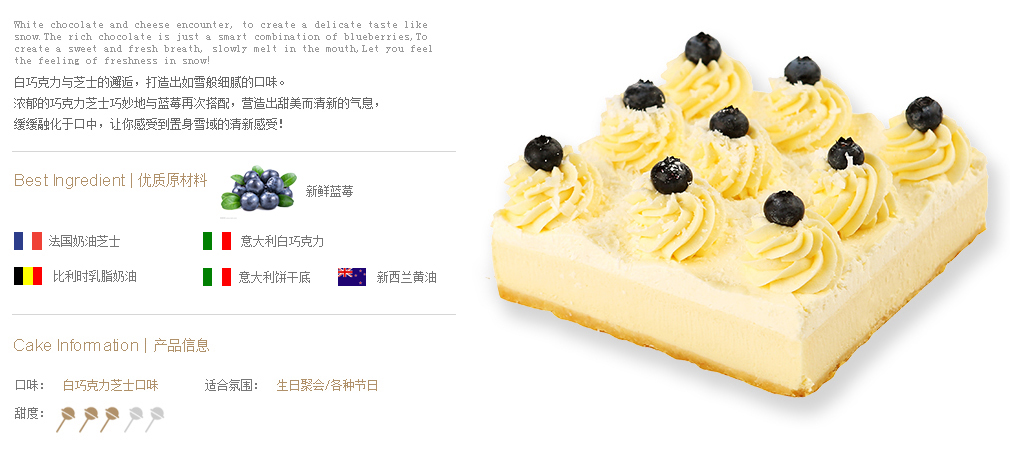 White chocolate and cheese encounter, to create a delicate taste like
snow.The rich chocolate is just a smart combination of blueberries,To
create a sweet and fresh breath, slowly melt in the mouth,Let you feel
the feeling of freshness in snow!
白巧克力与芝士的邂逅，打造出如雪般细腻的口味。
浓郁的巧克力芝士巧妙地与蓝莓再次搭配，营造出甜美而清新的气息，
缓缓融化于口中，让你感受到置身雪域的清新感受！
Best Ingredient | 优质原材料
新鲜蓝莓
法国奶油芝士
意大利白巧克力
比利时乳脂奶油
意大利饼干底
新西兰黄油
Cake Information | 产品信息
口味： 白巧克力芝士口味
适合氛围： 生日聚会/各种节日
甜度：